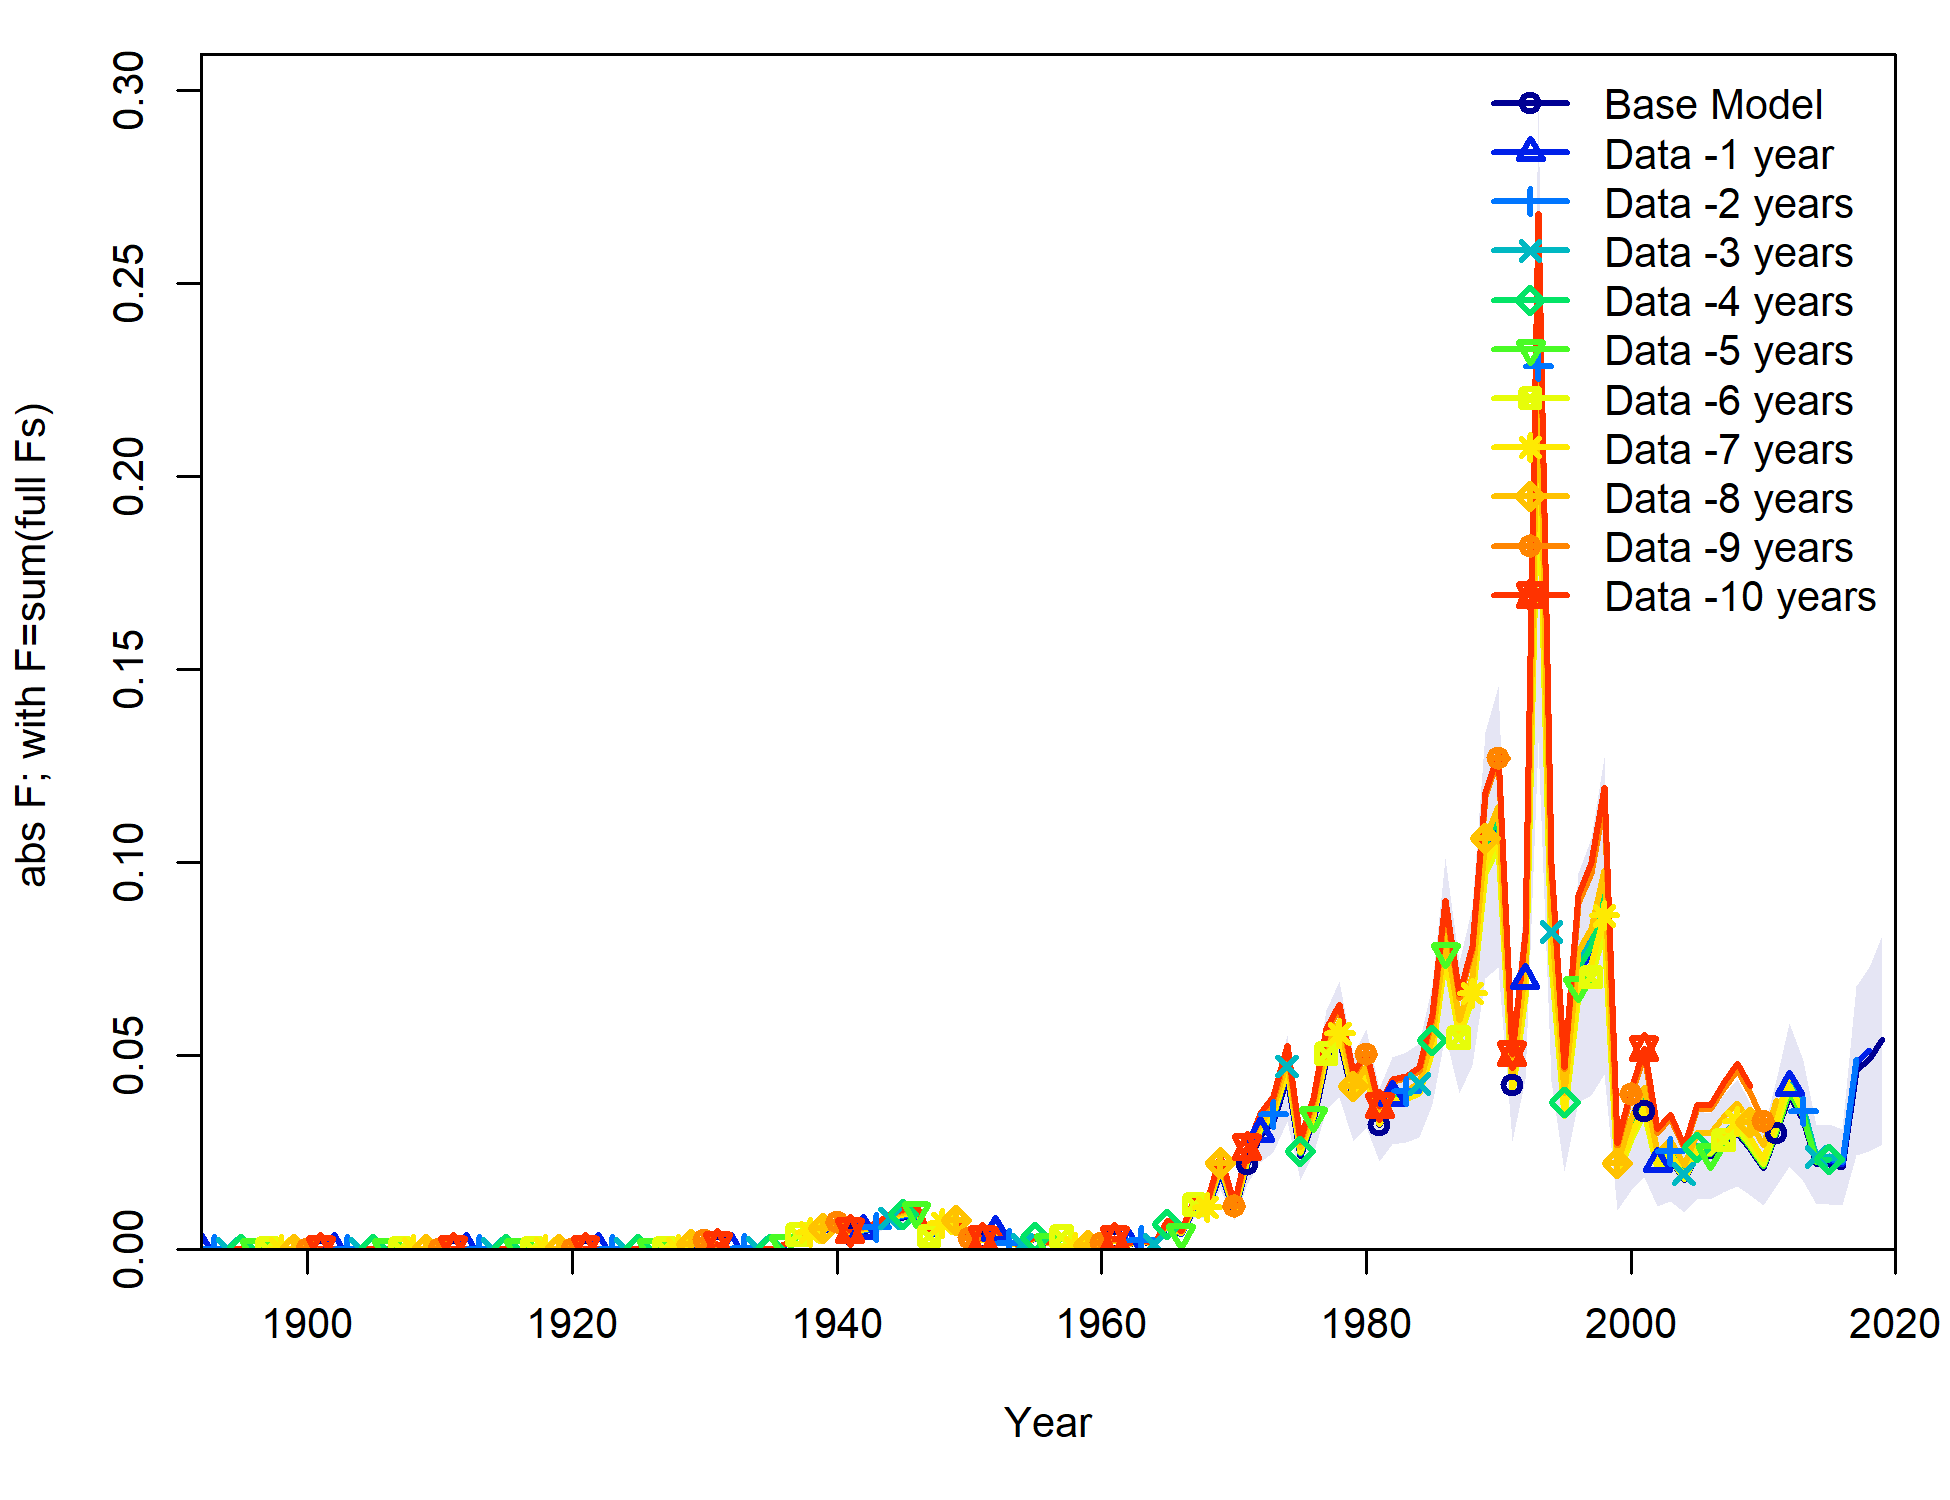 0.30
0.25
0.20
0.15
0.10
0.05
0.00
abs F; with F=sum(full Fs)
Base Model
Data -1 year
Data -2 years
Data -3 years
Data -4 years
Data -5 years
Data -6 years
Data -7 years
Data -8 years
Data -9 years
Data -10 years
1900 1920 1940 1960 1980 2000 2020
Year